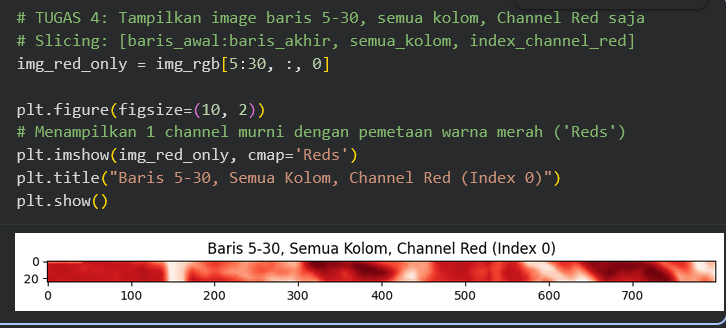 # TUGAS 4: Tampilkan image baris 5-30, semua kolom, Channel Red saja
# Slicing: [baris_awal:baris_akhir, semua_kolom, index_channel_red]
img_red_only = img_rgb[5:30, :, 0]
plt.figure(figsize=(10, 2))
# Menampilkan 1 channel murni dengan pemetaan warna merah ('Reds')
plt.imshow(img_red_only, cmap='Reds')
plt.title("Baris 5-30, Semua Kolom, Channel Red (Index 0)")
plt.show()
Baris 5-30, Semua Kolom, Channel Red (Index 0)
0
20
0 100 200 300 400 500 600 700